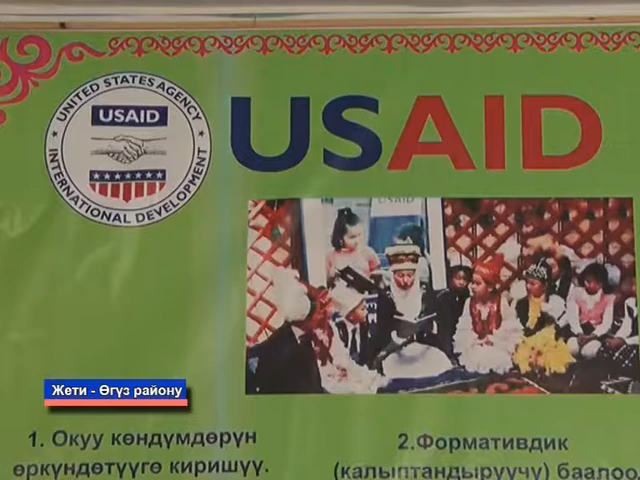 UNITED STATES AGENCY
USAID
INTERNATIONAL DEVELOPMENT
USAID
USAID
Жети - Өгүз району
1. Окуу көндүмдөрүн
өркүндөтүүгө киришүү.
2.Формативдик
(калыптандыруучу) баалоо